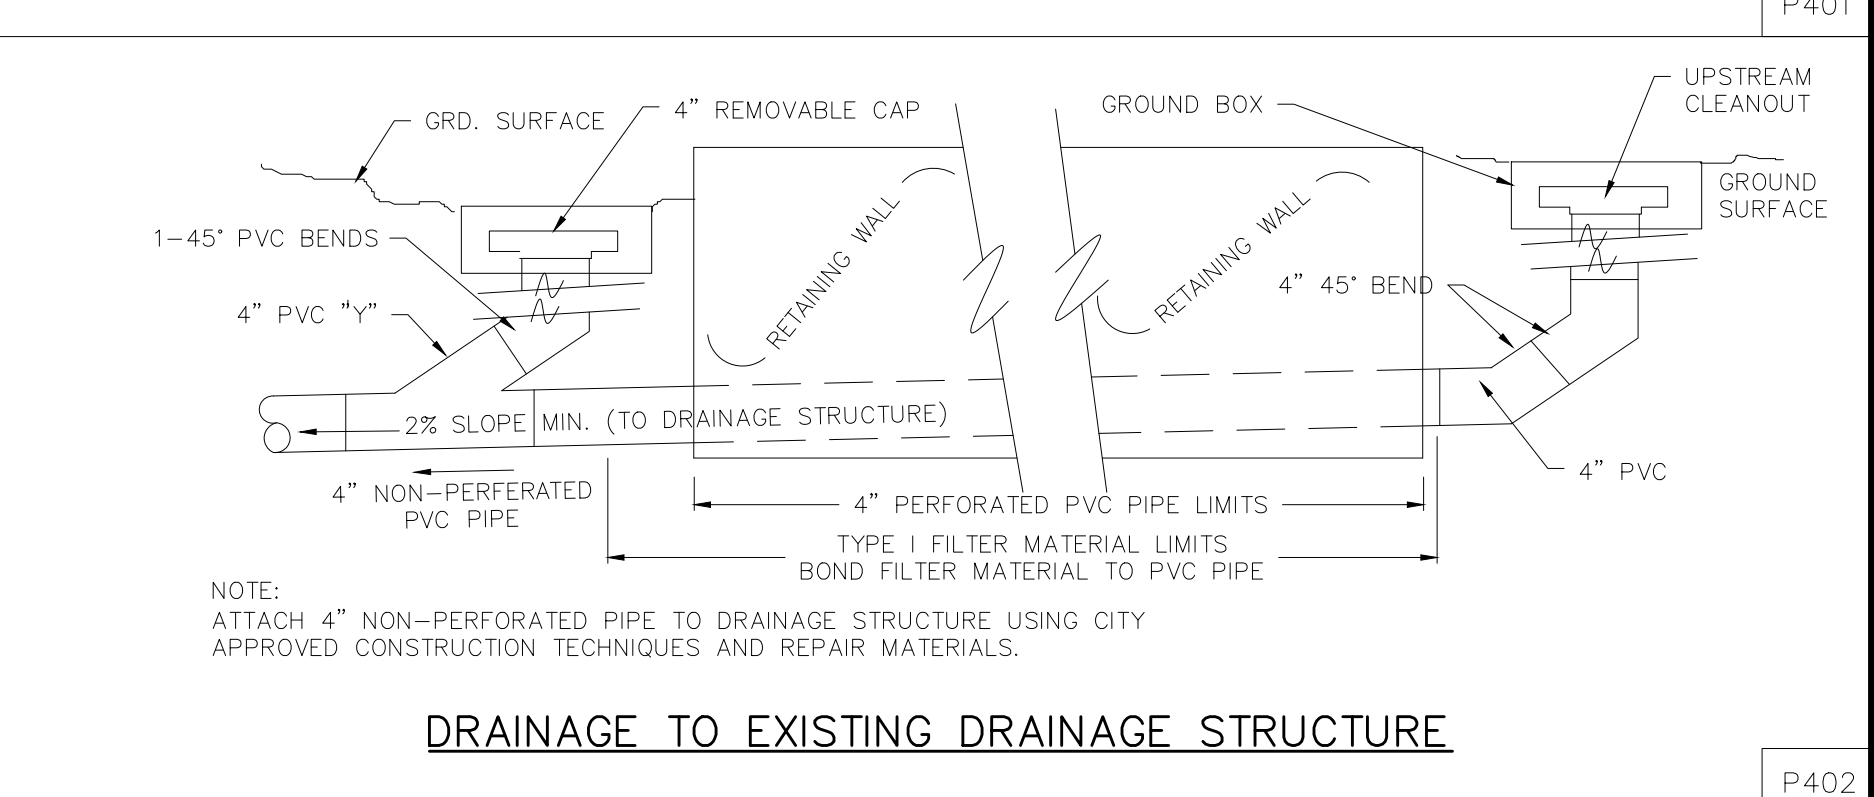 P401
UPSTREAM
CLEANOUT
GROUND BOX
4” REMOVABLE CAP
GRD. SURFACE
GROUND
SURFACE
1-45° PVC BENDS
RETAINING WALL
RETAINING WALL
4” 45° BEND
4” PVC "Y"
2% SLOPE MIN. (TO DRAINAGE STRUCTURE)
4” PVC
4” NON-PERFERATED
PVC PIPE
4” PERFORATED PVC PIPE LIMITS
TYPE I FILTER MATERIAL LIMITS
BOND FILTER MATERIAL TO PVC PIPE
NOTE:
ATTACH 4” NON-PERFORATED PIPE TO DRAINAGE STRUCTURE USING CITY
APPROVED CONSTRUCTION TECHNIQUES AND REPAIR MATERIALS.
DRAINAGE TO EXISTING DRAINAGE STRUCTURE
P402